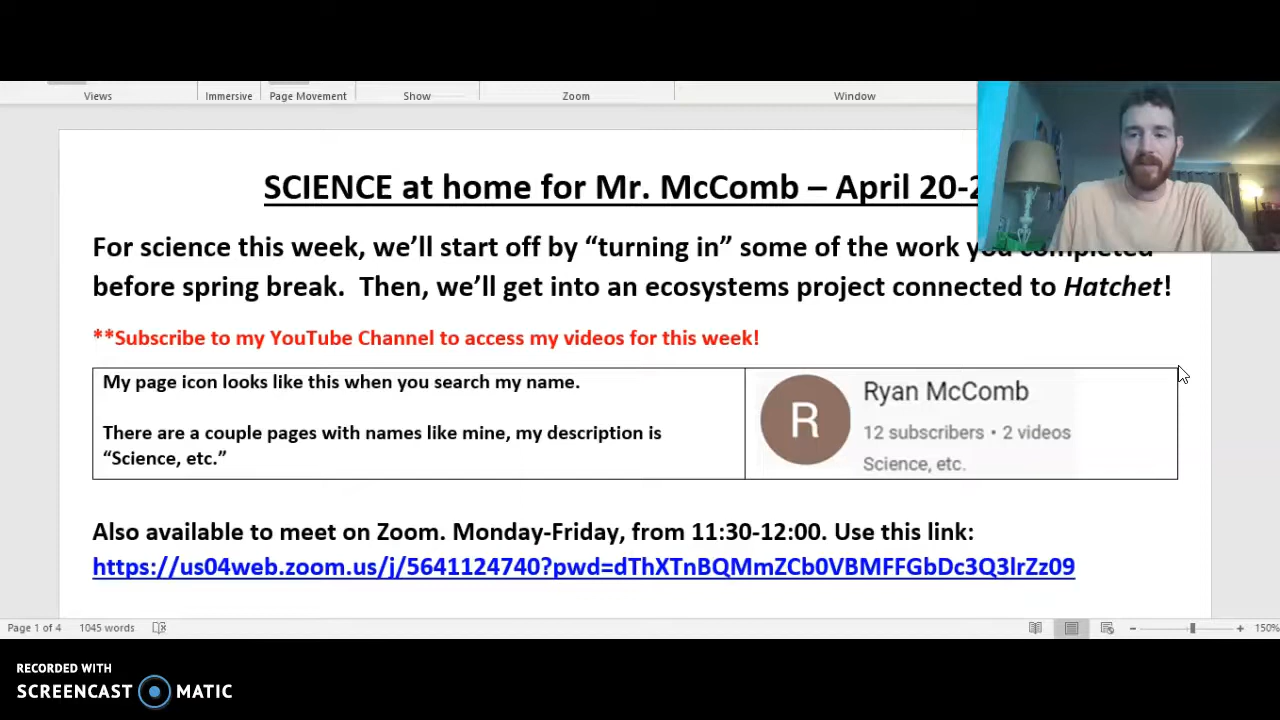 Views Immersive Page Movement Show Zoom Window
SCIENCE at home for Mr. McComb – April 20-
For science this week, we’ll start off by “turning in” some of the work you completed
before spring break. Then, we’ll get into an ecosystems project connected to Hatchet!
**Subscribe to my YouTube Channel to access my videos for this week!
My page icon looks like this when you search my name.
There are a couple pages with names like mine, my description is
“Science, etc.”
R
Ryan McComb
12 subscribers • 2 videos
Science, etc.
Also available to meet on Zoom. Monday-Friday, from 11:30-12:00. Use this link:
https://us04web.zoom.us/j/5641124740?pwd=dThXTnBQMmZCb0VBMFFGbDc3Q3lrZz09
Page 1 of 4 1045 words 150%
RECORDED WITH
SCREENCAST MATIC